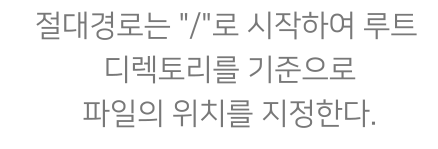 절대경로는 "/"로 시작하여 루트
디렉토리를 기준으로
파일의 위치를 지정한다.